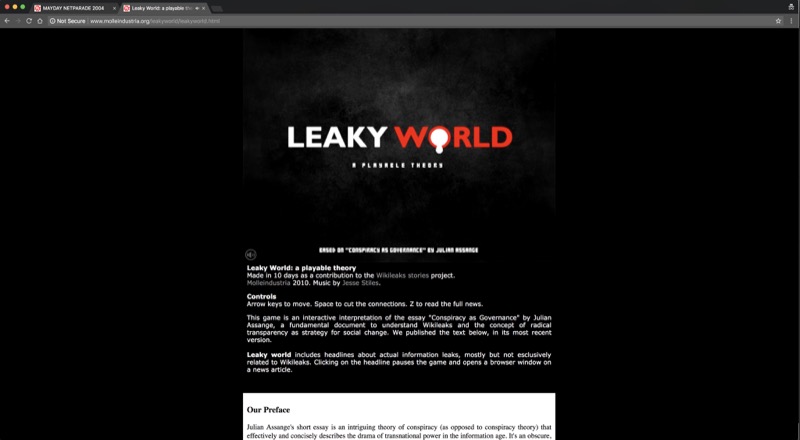 MAYDAY NETPARADE 2004
Leaky World: a playable the
Not Secure
www.molleindustria.org/leakyworld/leakyworld.html
LEAKY WORLD
A PLAYABLE THEORY
BASED ON "CONSPIRACY AS GOVERNANCE" BY JULIAN ASSANGE
Leaky World: a playable theory
Made in 10 days as a contribution to the Wikileaks stories project.
Molleindustria 2010. Music by Jesse Stiles.
Controls
Arrow keys to move. Space to cut the connections. Z to read the full news.
This game is an interactive interpretation of the essay "Conspiracy as Governance" by Julian
Assange, a fundamental document to understand Wikileaks and the concept of radical
transparency as strategy for social change. We published the text below, in its most recent
version.
Leaky world includes headlines about actual information leaks, mostly but not esclusively
related to Wikileaks. Clicking on the headline pauses the game and opens a browser window on
a news article.
Our Preface
Julian Assange's short essay is an intriguing theory of conspiracy (as opposed to conspiracy theory) that
effectively and concisely describes the drama of transnational power in the information age. It's an obscure,